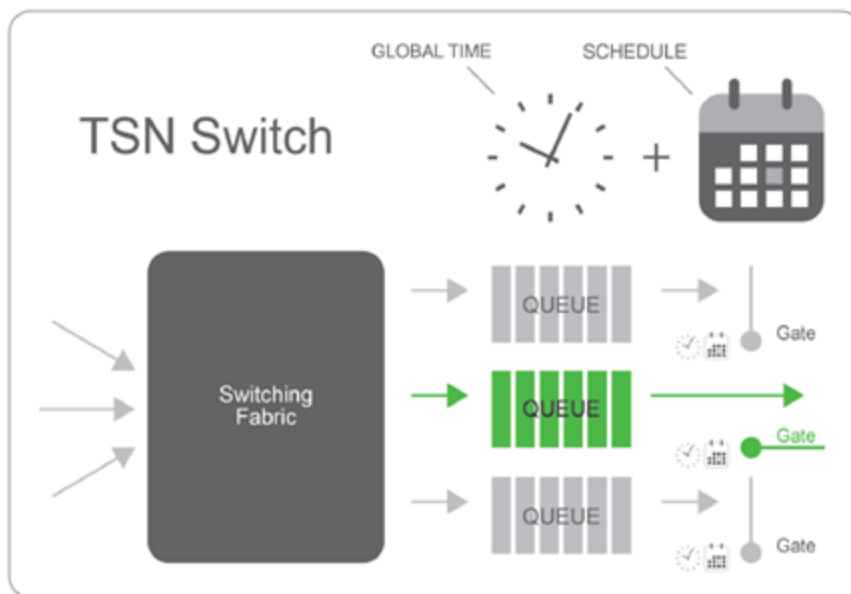 GLOBAL TIME
SCHEDULE
TSN Switch
+
QUEUE
Gate
Switching
Fabric
QUEUE
Gate
QUEUE
Gate